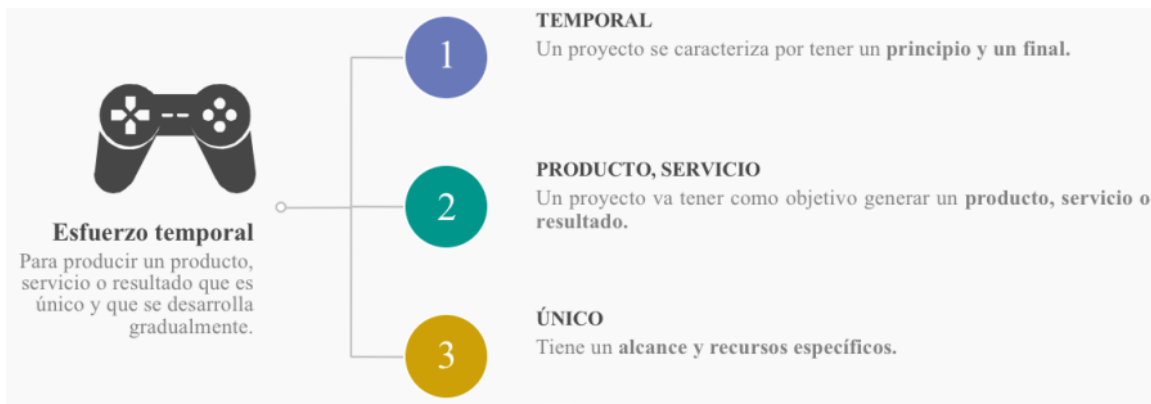 Esfuerzo temporal
Para producir un producto,
servicio o resultado que es
único y que se desarrolla
gradualmente.
1
TEMPORAL
Un proyecto se caracteriza por tener un principio y un final.
2
PRODUCTO, SERVICIO
Un proyecto va tener como objetivo generar un producto, servicio o
resultado.
3
ÚNICO
Tiene un alcance y recursos específicos.